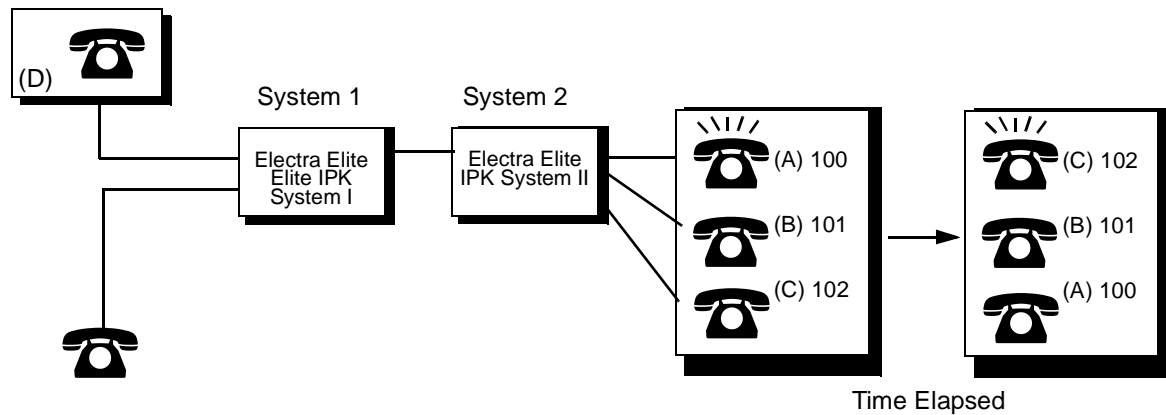 (D)
System 1
System 2
Electra Elite
Elite IPK
System I
Electra Elite
IPK System II
(A) 100
(B) 101
(C) 102
(C) 102
(B) 101
(A) 100
Time Elapsed